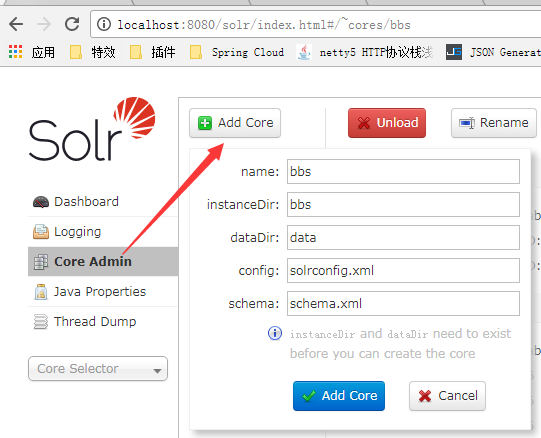 localhost:8080/solr/index.html#/~cores/bbs
应用 特效 插件 Spring Cloud netty5 HTTP协议栈浅 JSON Generat
Solr
Add Core Unload Rename
name: bbs
instanceDir: bbs
dataDir: data
config: solrconfig.xml
schema: schema.xml
instanceDir and dataDir need to exist
before you can create the core
Add Core Cancel
Dashboard
Logging
Core Admin
Java Properties
Thread Dump
Core Selector